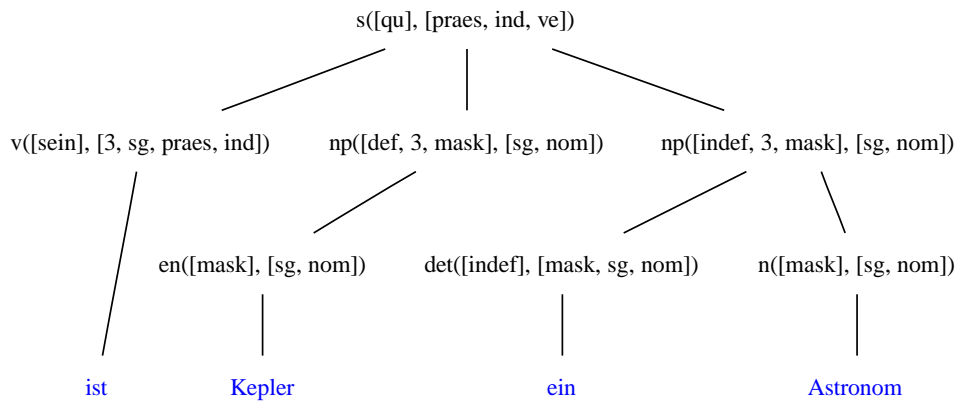 s([qu], [praes, ind, ve])
v([sein], [3, sg, praes, ind]) np([def, 3, mask], [sg, nom]) np([indef, 3, mask], [sg, nom])
en([mask], [sg, nom]) det([indef], [mask, sg, nom]) n([mask], [sg, nom])
ist Kepler ein Astronom